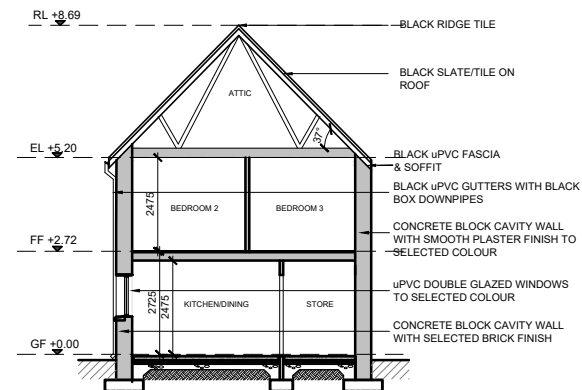 RL +8.69
BLACK RIDGE TILE
BLACK SLATE/TILE ON
ROOF
ATTIC
37°
EL +5.20
BLACK uPVC FASCIA
& SOFFIT
BLACK uPVC GUTTERS WITH BLACK
BOX DOWNPIPES
2475
BEDROOM 2
BEDROOM 3
CONCRETE BLOCK CAVITY WALL
WITH SMOOTH PLASTER FINISH TO
SELECTED COLOUR
FF +2.72
uPVC DOUBLE GLAZED WINDOWS
TO SELECTED COLOUR
2725
2475
KITCHEN/DINING
STORE
CONCRETE BLOCK CAVITY WALL
WITH SELECTED BRICK FINISH
GF +0.00